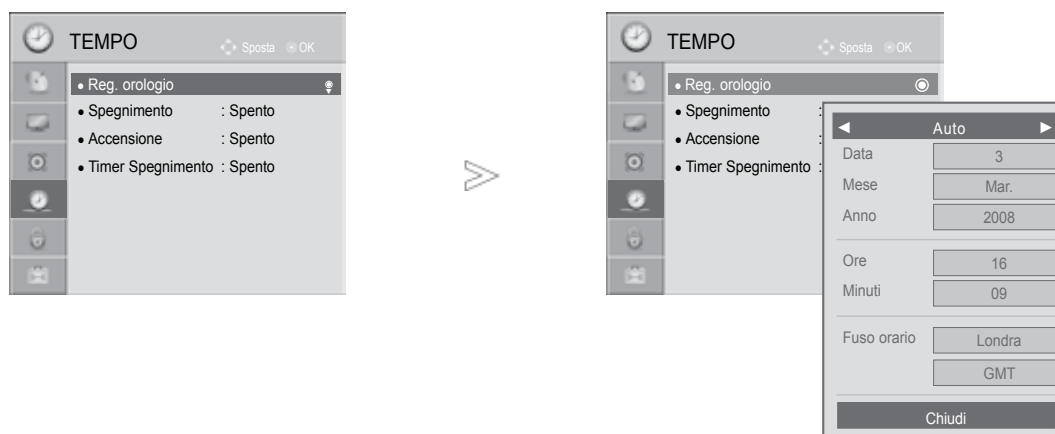 TEMPO
Sposta OK
• Reg. orologio
• Spegnimento : Spento
• Accensione : Spento
• Timer Spegnimento : Spento
TEMPO
Sposta OK
• Reg. orologio
• Spegnimento :
• Accensione :
• Timer Spegnimento :
◄ Auto ►
Data 3
Mese Mar.
Anno 2008
Ore 16
Minuti 09
Fuso orario Londra
GMT
Chiudi